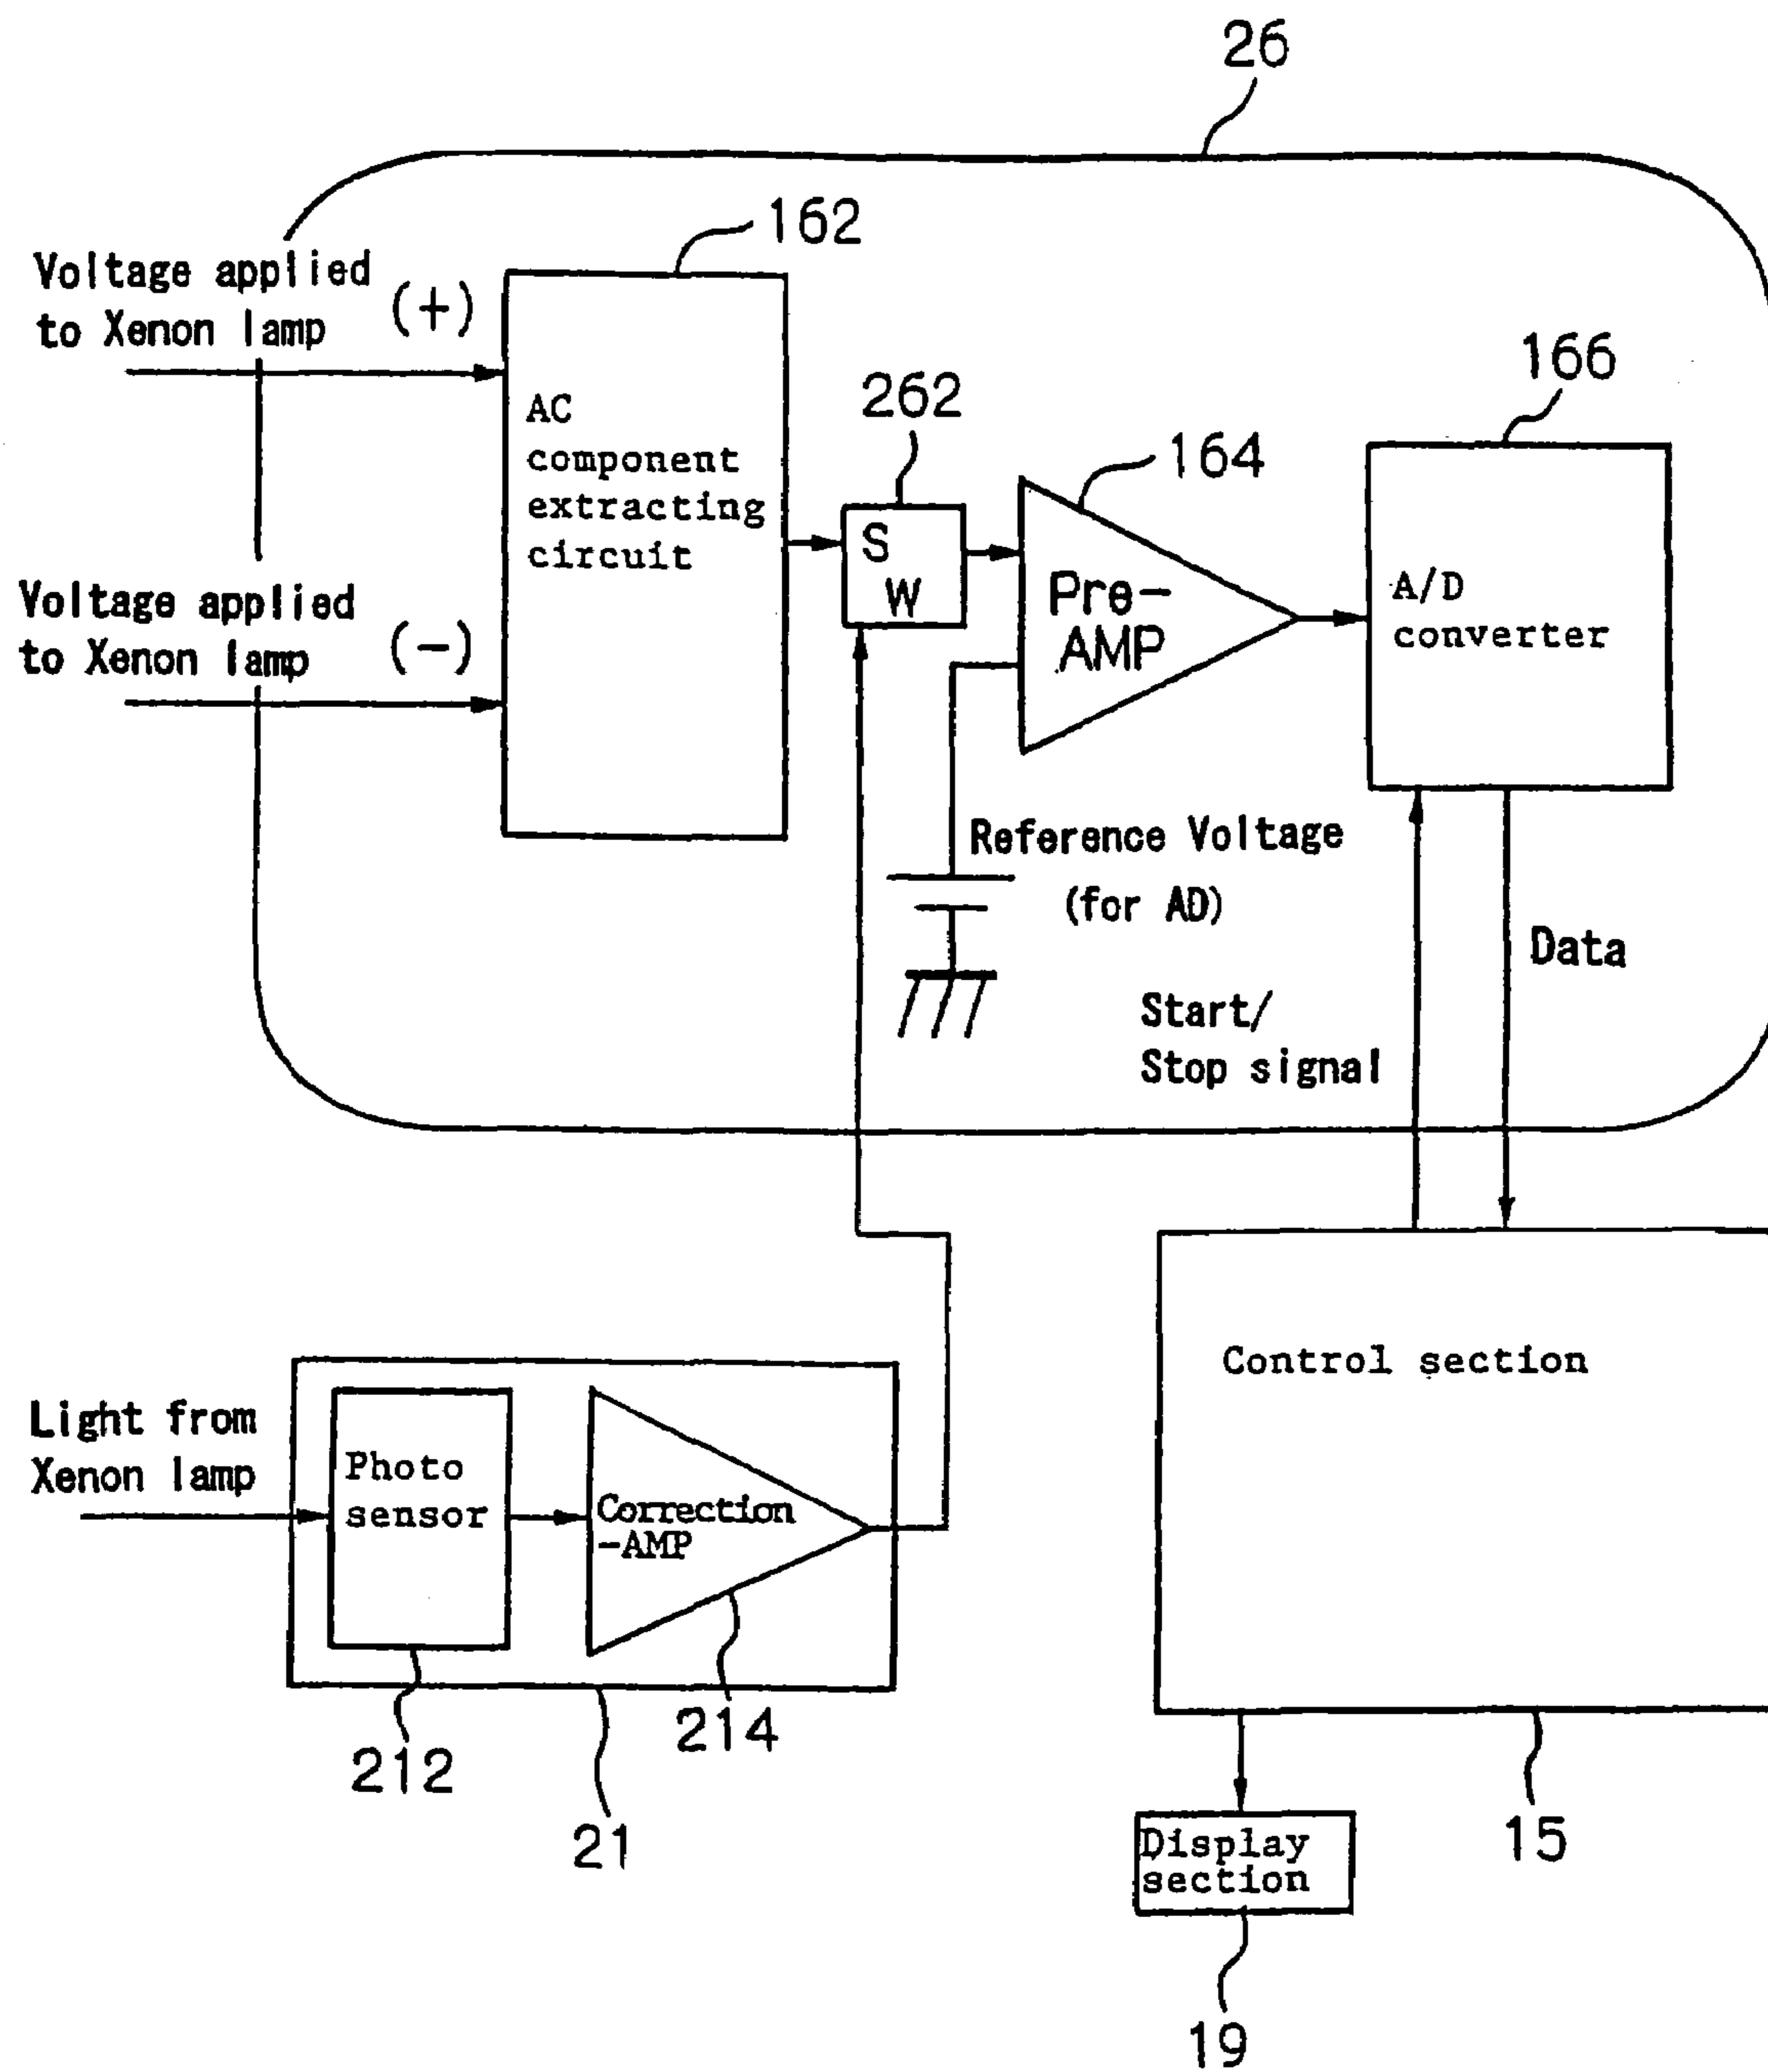 26
162
Voltage applied
to Xenon lamp
(+)
AC
component
extracting
circuit
262
S
W
164
Pre-
AMP
166
A/D
converter
Voltage applied
to Xenon lamp
(-)
Reference Voltage
(for AD)
Data
Start/
Stop signal
Control section
Light from
Xenon lamp
Photo
sensor
Correction
-AMP
212
214
21
15
Display
section
19